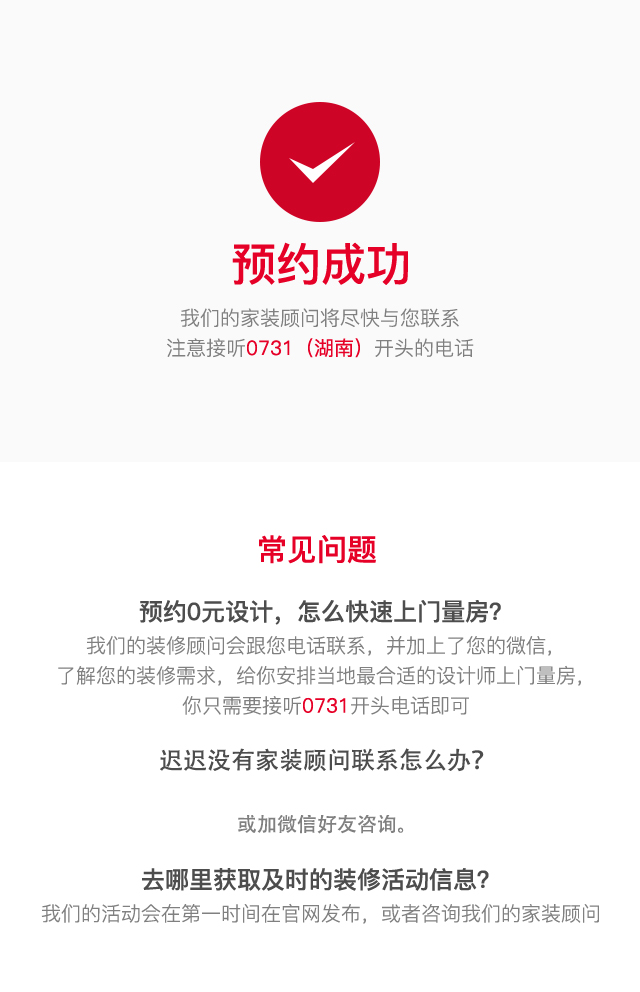 预约成功
我们的家装顾问将尽快与您联系
注意接听0731（湖南）开头的电话
常见问题
预约0元设计，怎么快速上门量房？
我们的装修顾问会跟您电话联系，并加上了您的微信，
了解您的装修需求，给你安排当地最合适的设计师上门量房，
你只需要接听0731开头电话即可
迟迟没有家装顾问联系怎么办？
或加微信好友咨询。
去哪里获取及时的装修活动信息？
我们的活动会在第一时间在官网发布，或者咨询我们的家装顾问